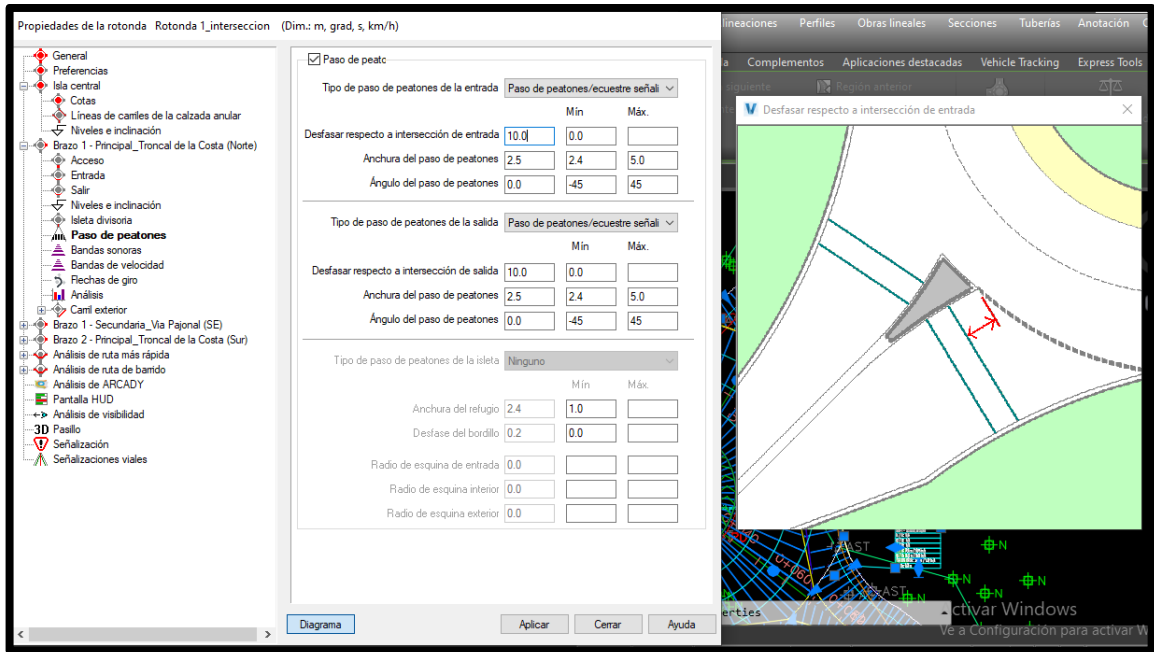 Propiedades de la rotonda   Rotonda 1_interseccion   (Dim.: m, grad, s, km/h)
General
Preferencias
Isla central
Cotas
Líneas de carriles de la calzada anular
Niveles e inclinación
Brazo 1 - Principal_Troncal de la Costa (Norte)
Acceso
Entrada
Salir
Niveles e inclinación
Isleta divisoria
Paso de peatones
Bandas sonoras
Bandas de velocidad
Flechas de giro
Análisis
Carril exterior
Brazo 1 - Secundaria_Via Pajonal (SE)
Brazo 2 - Principal_Troncal de la Costa (Sur)
Análisis de ruta más rápida
Análisis de ruta de barrido
Análisis de ARCADY
Pantalla HUD
Análisis de visibilidad
3D Pasillo
Señalización
Señalizaciones viales
Paso de peatc
Tipo de paso de peatones de la entrada Paso de peatones/ecuestre señali
Mín Máx.
Desfasar respecto a intersección de entrada 10.0 0.0
Anchura del paso de peatones 2.5 2.4 5.0
Ángulo del paso de peatones 0.0 -45 45
Tipo de paso de peatones de la salida Paso de peatones/ecuestre señali
Mín Máx.
Desfasar respecto a intersección de salida 10.0 0.0
Anchura del paso de peatones 2.5 2.4 5.0
Ángulo del paso de peatones 0.0 -45 45
Tipo de paso de peatones de la isleta Ninguno
Mín Máx.
Anchura del refugio 2.4 1.0
Desfase del bordillo 0.2 0.0
Radio de esquina de entrada 0.0
Radio de esquina interior 0.0
Radio de esquina exterior 0.0
Diagrama Aplicar Cerrar Ayuda
lineaciones Perfiles Obras lineales Secciones Tuberías Anotación
Complementos Aplicaciones destacadas Vehicle Tracking Express Tools
siguiente Región anterior
Desfasar respecto a intersección de entrada
AST
N
N
N
N
N
AST
0+060
erties
ctivar Windows
Ve a Configuración para activar W